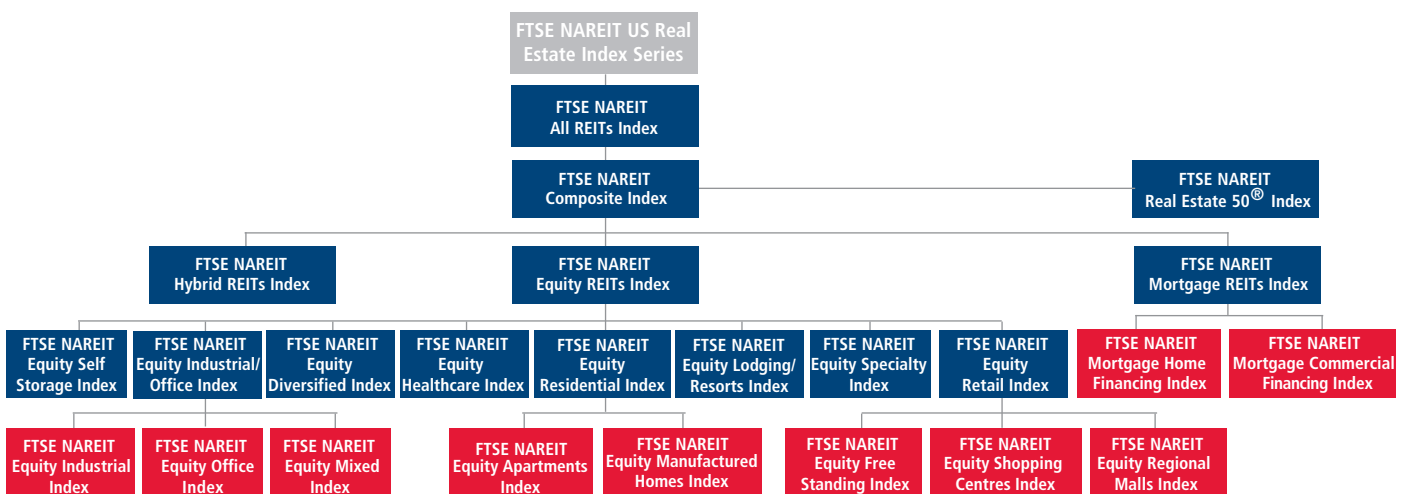 FTSE NAREIT US Real
Estate Index Series
FTSE NAREIT
All REITs Index
FTSE NAREIT
Composite Index
FTSE NAREIT
Real Estate 50® Index
FTSE NAREIT
Hybrid REITs Index
FTSE NAREIT
Equity REITs Index
FTSE NAREIT
Mortgage REITs Index
FTSE NAREIT
Equity Self
Storage Index
FTSE NAREIT
Equity Industrial/
Office Index
FTSE NAREIT
Equity
Diversified Index
FTSE NAREIT
Equity
Healthcare Index
FTSE NAREIT
Equity
Residential Index
FTSE NAREIT
Equity Lodging/
Resorts Index
FTSE NAREIT
Equity Specialty
Index
FTSE NAREIT
Equity
Retail Index
FTSE NAREIT
Mortgage Home
Financing Index
FTSE NAREIT
Mortgage Commercial
Financing Index
FTSE NAREIT
Equity Industrial
Index
FTSE NAREIT
Equity Office
Index
FTSE NAREIT
Equity Mixed
Index
FTSE NAREIT
Equity Apartments
Index
FTSE NAREIT
Equity Manufactured
Homes Index
FTSE NAREIT
Equity Free
Standing Index
FTSE NAREIT
Equity Shopping
Centres Index
FTSE NAREIT
Equity Regional
Malls Index